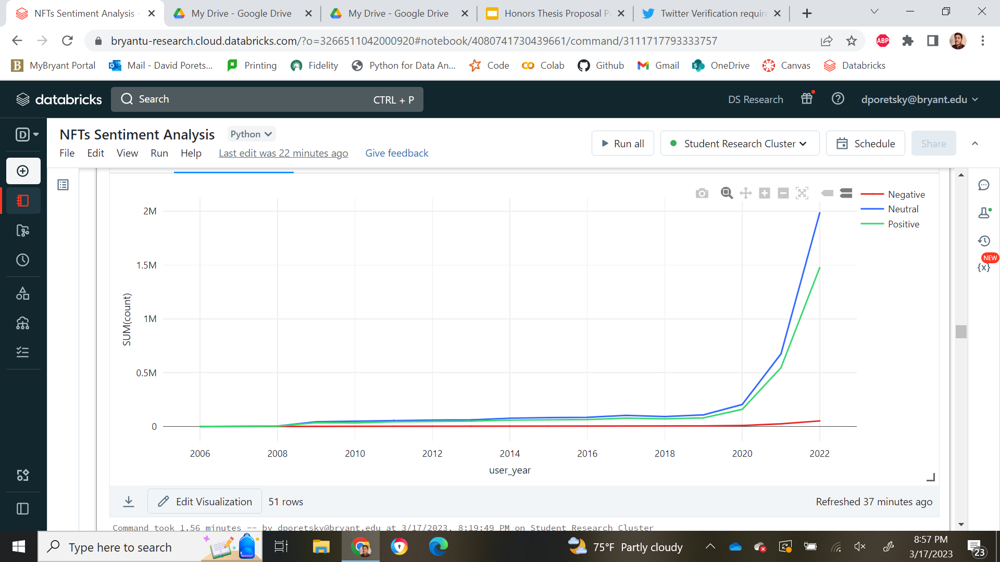 NFTs Sentiment Analysis -
My Drive - Google Drive
My Drive - Google Drive
Honors Thesis Proposal P
Twitter Verification require
bryantu-research.cloud.databricks.com/?o=3266511042000920#notebook/4080741730439661/command/3111717793333757
ABP
MyBryant Portal
Mail - David Porets...
Printing
Fidelity
Python for Data An...
Code
Colab
Github
Gmail
OneDrive
Canvas
Databricks
databricks
Search
CTRL + P
DS Research
dporetsky@bryant.edu
D
NFTs Sentiment Analysis
Python
File Edit View Run Help
Last edit was 22 minutes ago
Give feedback
Run all
Student Research Cluster
Schedule
Share
Negative
Neutral
Positive
NEW
{x}
2M
1.5M
1M
0.5M
0
SUM(count)
2006 2008 2010 2012 2014 2016 2018 2020 2022
user_year
Edit Visualization
51 rows
Refreshed 37 minutes ago
Command took 1.56 minutes -- by dporetsky@bryant.edu at 3/17/2023, 8:19:49 PM on Student Research Cluster
Type here to search
75°F Partly cloudy
8:57 PM
3/17/2023
23